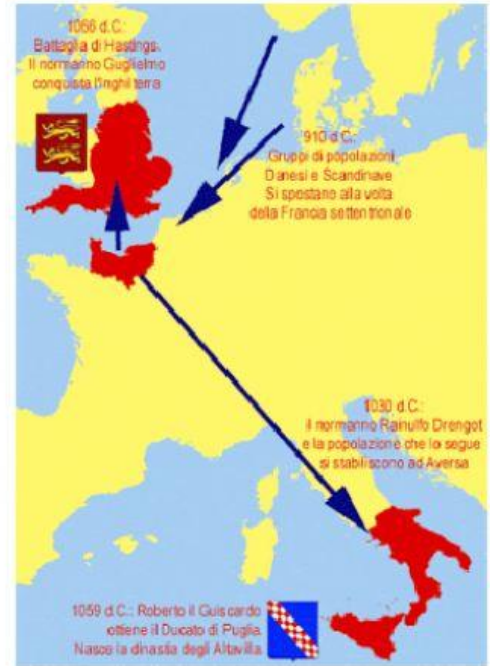 1066 d.C.:
Battaglia di Hastings.
Il normanno Guglielmo
conquista l'Inghilterra
910 d.C.:
Gruppi di popolazioni
Danesi e Scandinave
Si spostano alla volta
della Francia settentrionale
1030 d.C.:
il normanno Rainulfo Drengot
e la popolazione che lo segue
si stabiliscono ad Aversa
1059 d.C.: Roberto il Guiscardo
ottiene il Ducato di Puglia.
Nasce la dinastia degli Altavilla